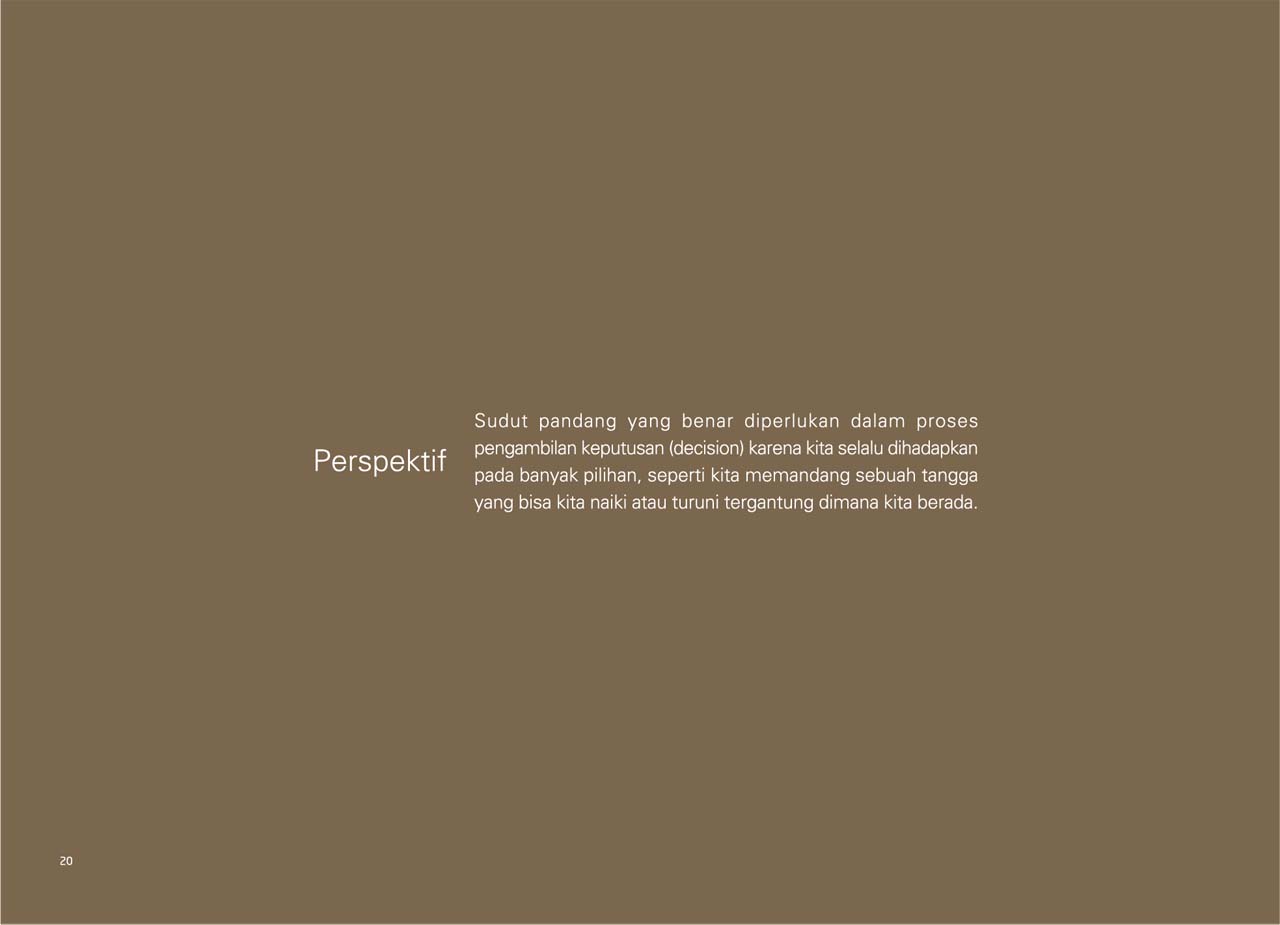 Perspektif
Sudut pandang yang benar diperlukan dalam proses
pengambilan keputusan (decision) karena kita selalu dihadapkan
pada banyak pilihan, seperti kita memandang sebuah tangga
yang bisa kita naiki atau turuni tergantung dimana kita berada.
20